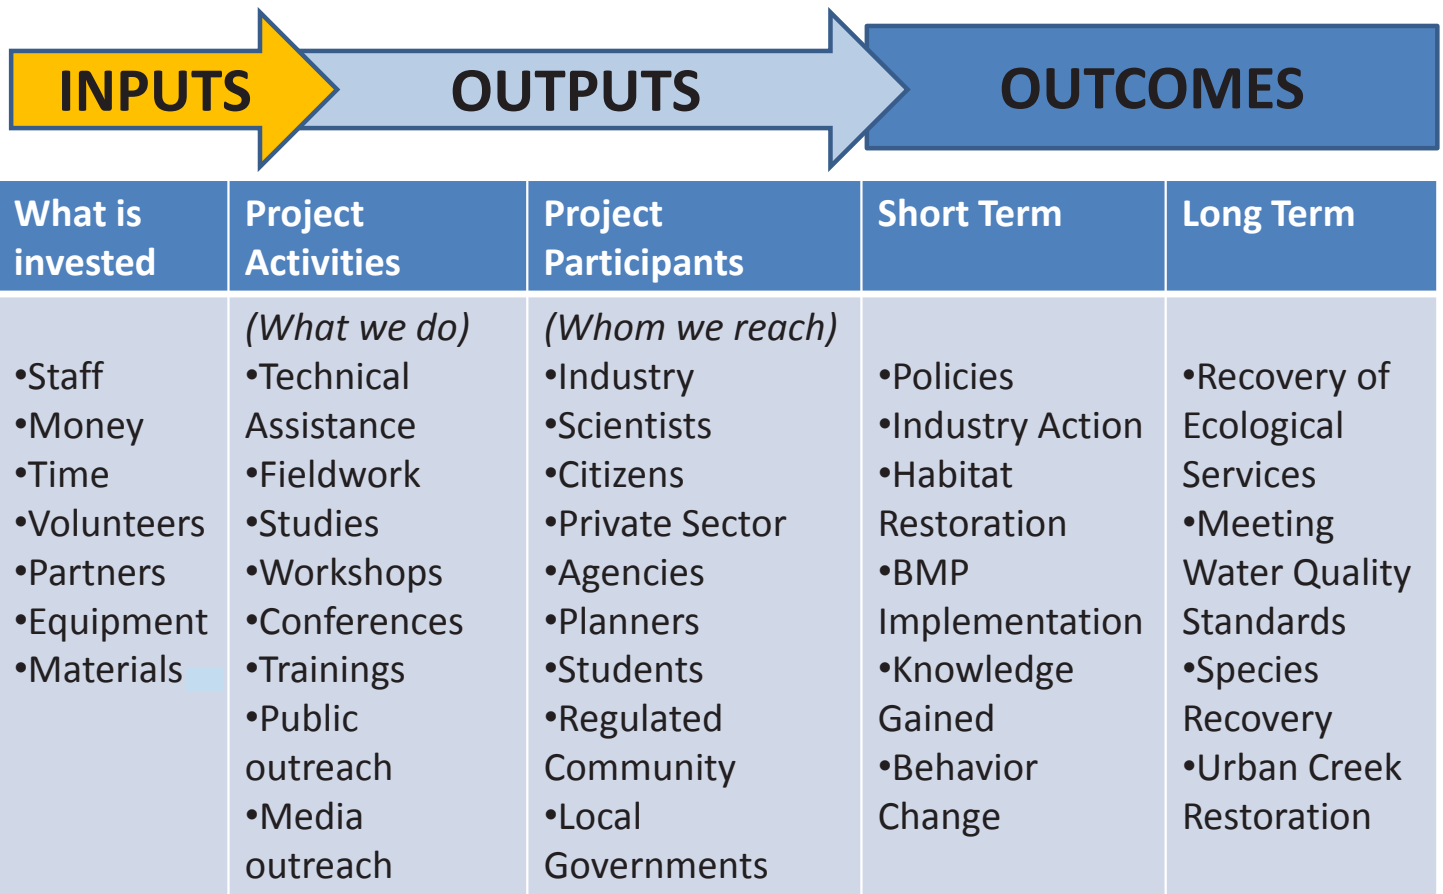 INPUTS
OUTPUTS
OUTCOMES
What is
invested
Project
Activities
Project
Participants
Short Term
Long Term
•Staff
•Money
•Time
•Volunteers
•Partners
•Equipment
•Materials
(What we do)
•Technical
Assistance
•Fieldwork
•Studies
•Workshops
•Conferences
•Trainings
•Public
outreach
•Media
outreach
(Whom we reach)
•Industry
•Scientists
•Citizens
•Private Sector
•Agencies
•Planners
•Students
•Regulated
Community
•Local
Governments
•Policies
•Industry Action
•Habitat
Restoration
•BMP
Implementation
•Knowledge
Gained
•Behavior
Change
•Recovery of
Ecological
Services
•Meeting
Water Quality
Standards
•Species
Recovery
•Urban Creek
Restoration